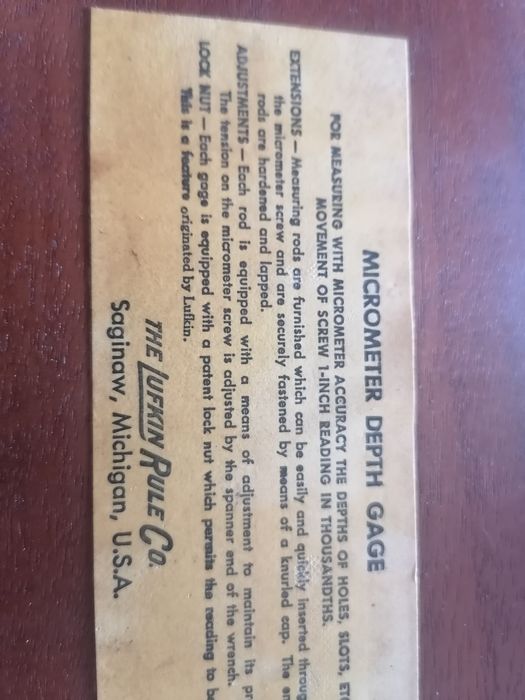 MICROMETER DEPTH GAGE
FOR MEASURING WITH MICROMETER ACCURACY THE DEPTHS OF HOLES, SLOTS,
MOVEMENT OF SCREW 1-INCH READING IN THOUSANDTHS.
EXTENSIONS — Measuring rods are furnished which can be easily and quickly inserted
the micrometer screw and are securely fastened by means of a knurled cap. The
rods are hardened and lapped.
ADJUSTMENTS — Each rod is equipped with a means of adjustment to maintain its
The tension on the micrometer screw is adjusted by the spanner end of the wrench.
LOCK NUT — Each gage is equipped with a patent lock nut which permits the reading to
This is a feature originated by Lufkin.
THE LUFKIN RULE CO.
Saginaw, Michigan, U.S.A.